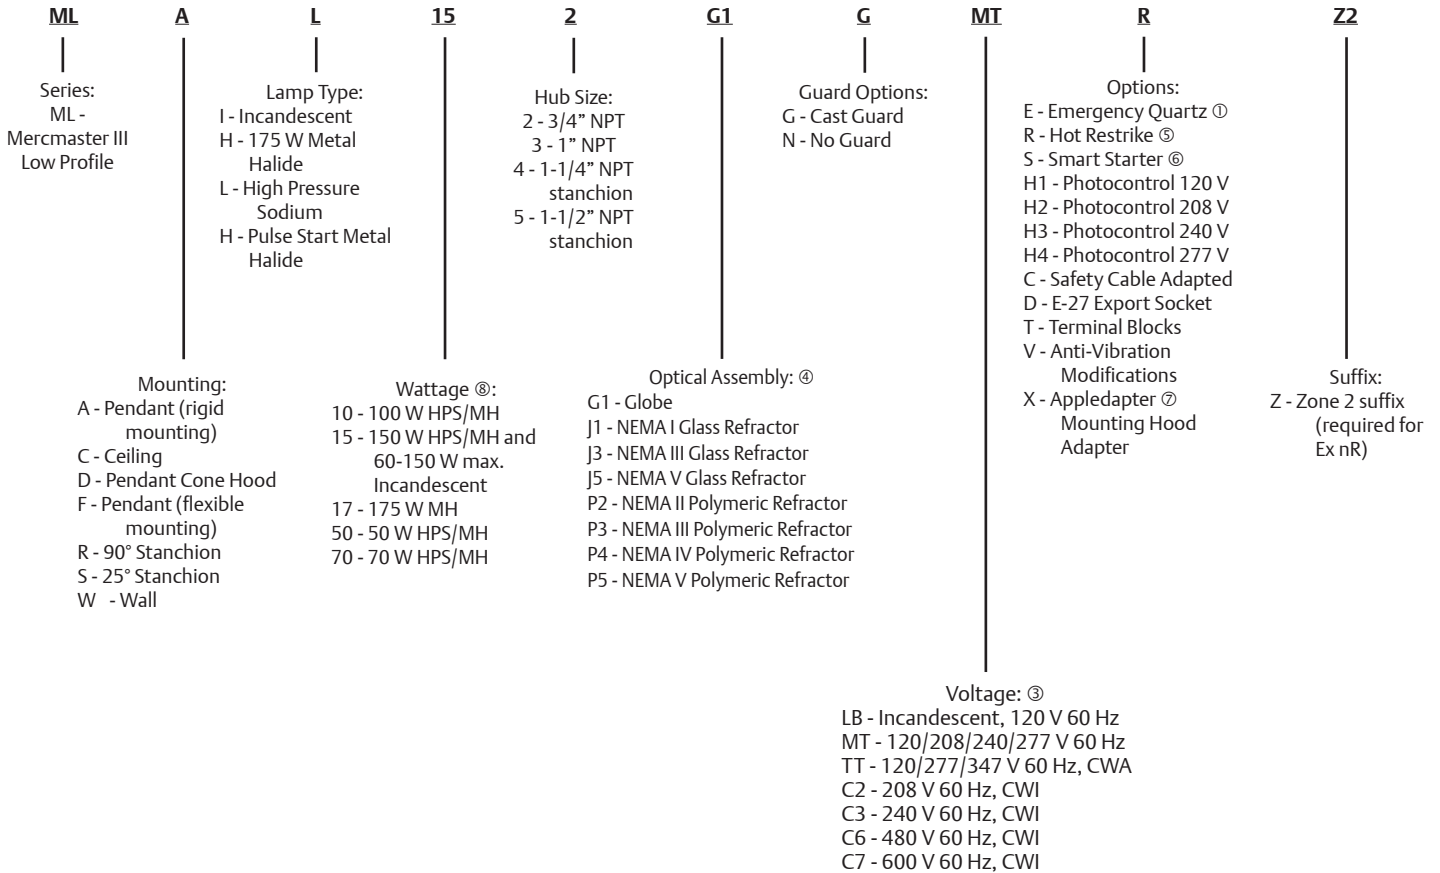 ML A L 15 2 G1 G MT R Z2
Series:
ML -
Mercmaster III
Low Profile
Lamp Type:
I - Incandescent
H - 175 W Metal
Halide
L - High Pressure
Sodium
H - Pulse Start Metal
Halide
Hub Size:
2 - 3/4” NPT
3 - 1” NPT
4 - 1-1/4” NPT
stanchion
5 - 1-1/2” NPT
stanchion
Guard Options:
G - Cast Guard
N - No Guard
Options:
E - Emergency Quartz ①
R - Hot Restrike ⑤
S - Smart Starter ⑥
H1 - Photocontrol 120 V
H2 - Photocontrol 208 V
H3 - Photocontrol 240 V
H4 - Photocontrol 277 V
C - Safety Cable Adapted
D - E-27 Export Socket
T - Terminal Blocks
V - Anti-Vibration
Modifications
X - Appledapter ⑦
Mounting Hood
Adapter
Mounting:
A - Pendant (rigid
mounting)
C - Ceiling
D - Pendant Cone Hood
F - Pendant (flexible
mounting)
R - 90° Stanchion
S - 25° Stanchion
W - Wall
Wattage ⑧:
10 - 100 W HPS/MH
15 - 150 W HPS/MH and
60-150 W max.
Incandescent
17 - 175 W MH
50 - 50 W HPS/MH
70 - 70 W HPS/MH
Optical Assembly: ④
G1 - Globe
J1 - NEMA I Glass Refractor
J3 - NEMA III Glass Refractor
J5 - NEMA V Glass Refractor
P2 - NEMA II Polymeric Refractor
P3 - NEMA III Polymeric Refractor
P4 - NEMA IV Polymeric Refractor
P5 - NEMA V Polymeric Refractor
Suffix:
Z - Zone 2 suffix
(required for
Ex nR)
Voltage: ③
LB - Incandescent, 120 V 60 Hz
MT - 120/208/240/277 V 60 Hz
TT - 120/277/347 V 60 Hz, CWA
C2 - 208 V 60 Hz, CWI
C3 - 240 V 60 Hz, CWI
C6 - 480 V 60 Hz, CWI
C7 - 600 V 60 Hz, CWI